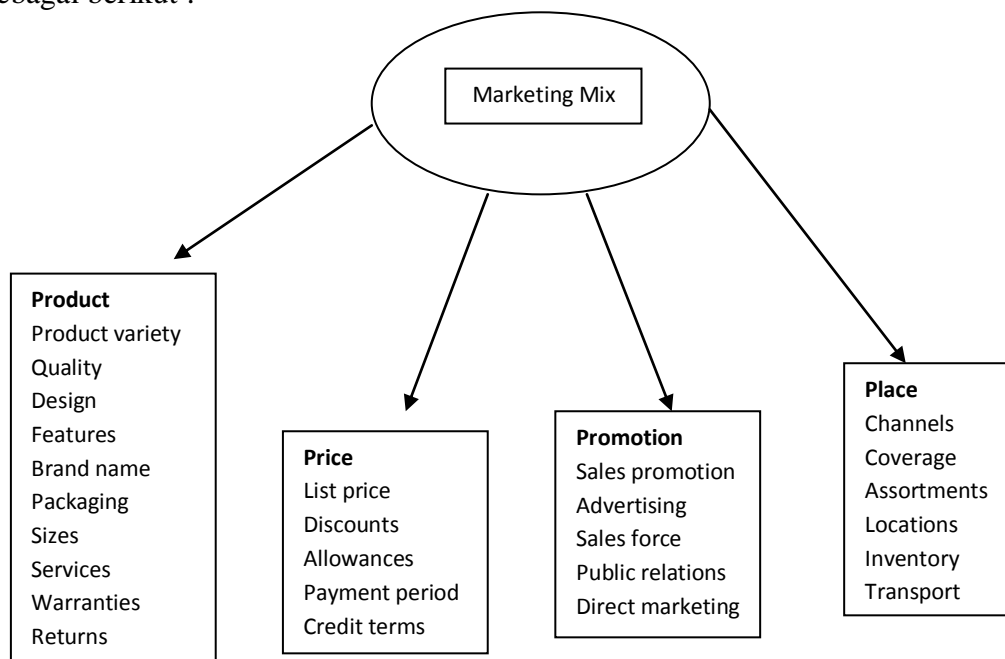 sebagai berikut :
Marketing Mix
Product
Product variety
Quality
Design
Features
Brand name
Packaging
Sizes
Services
Warranties
Returns
Price
List price
Discounts
Allowances
Payment period
Credit terms
Promotion
Sales promotion
Advertising
Sales force
Public relations
Direct marketing
Place
Channels
Coverage
Assortments
Locations
Inventory
Transport